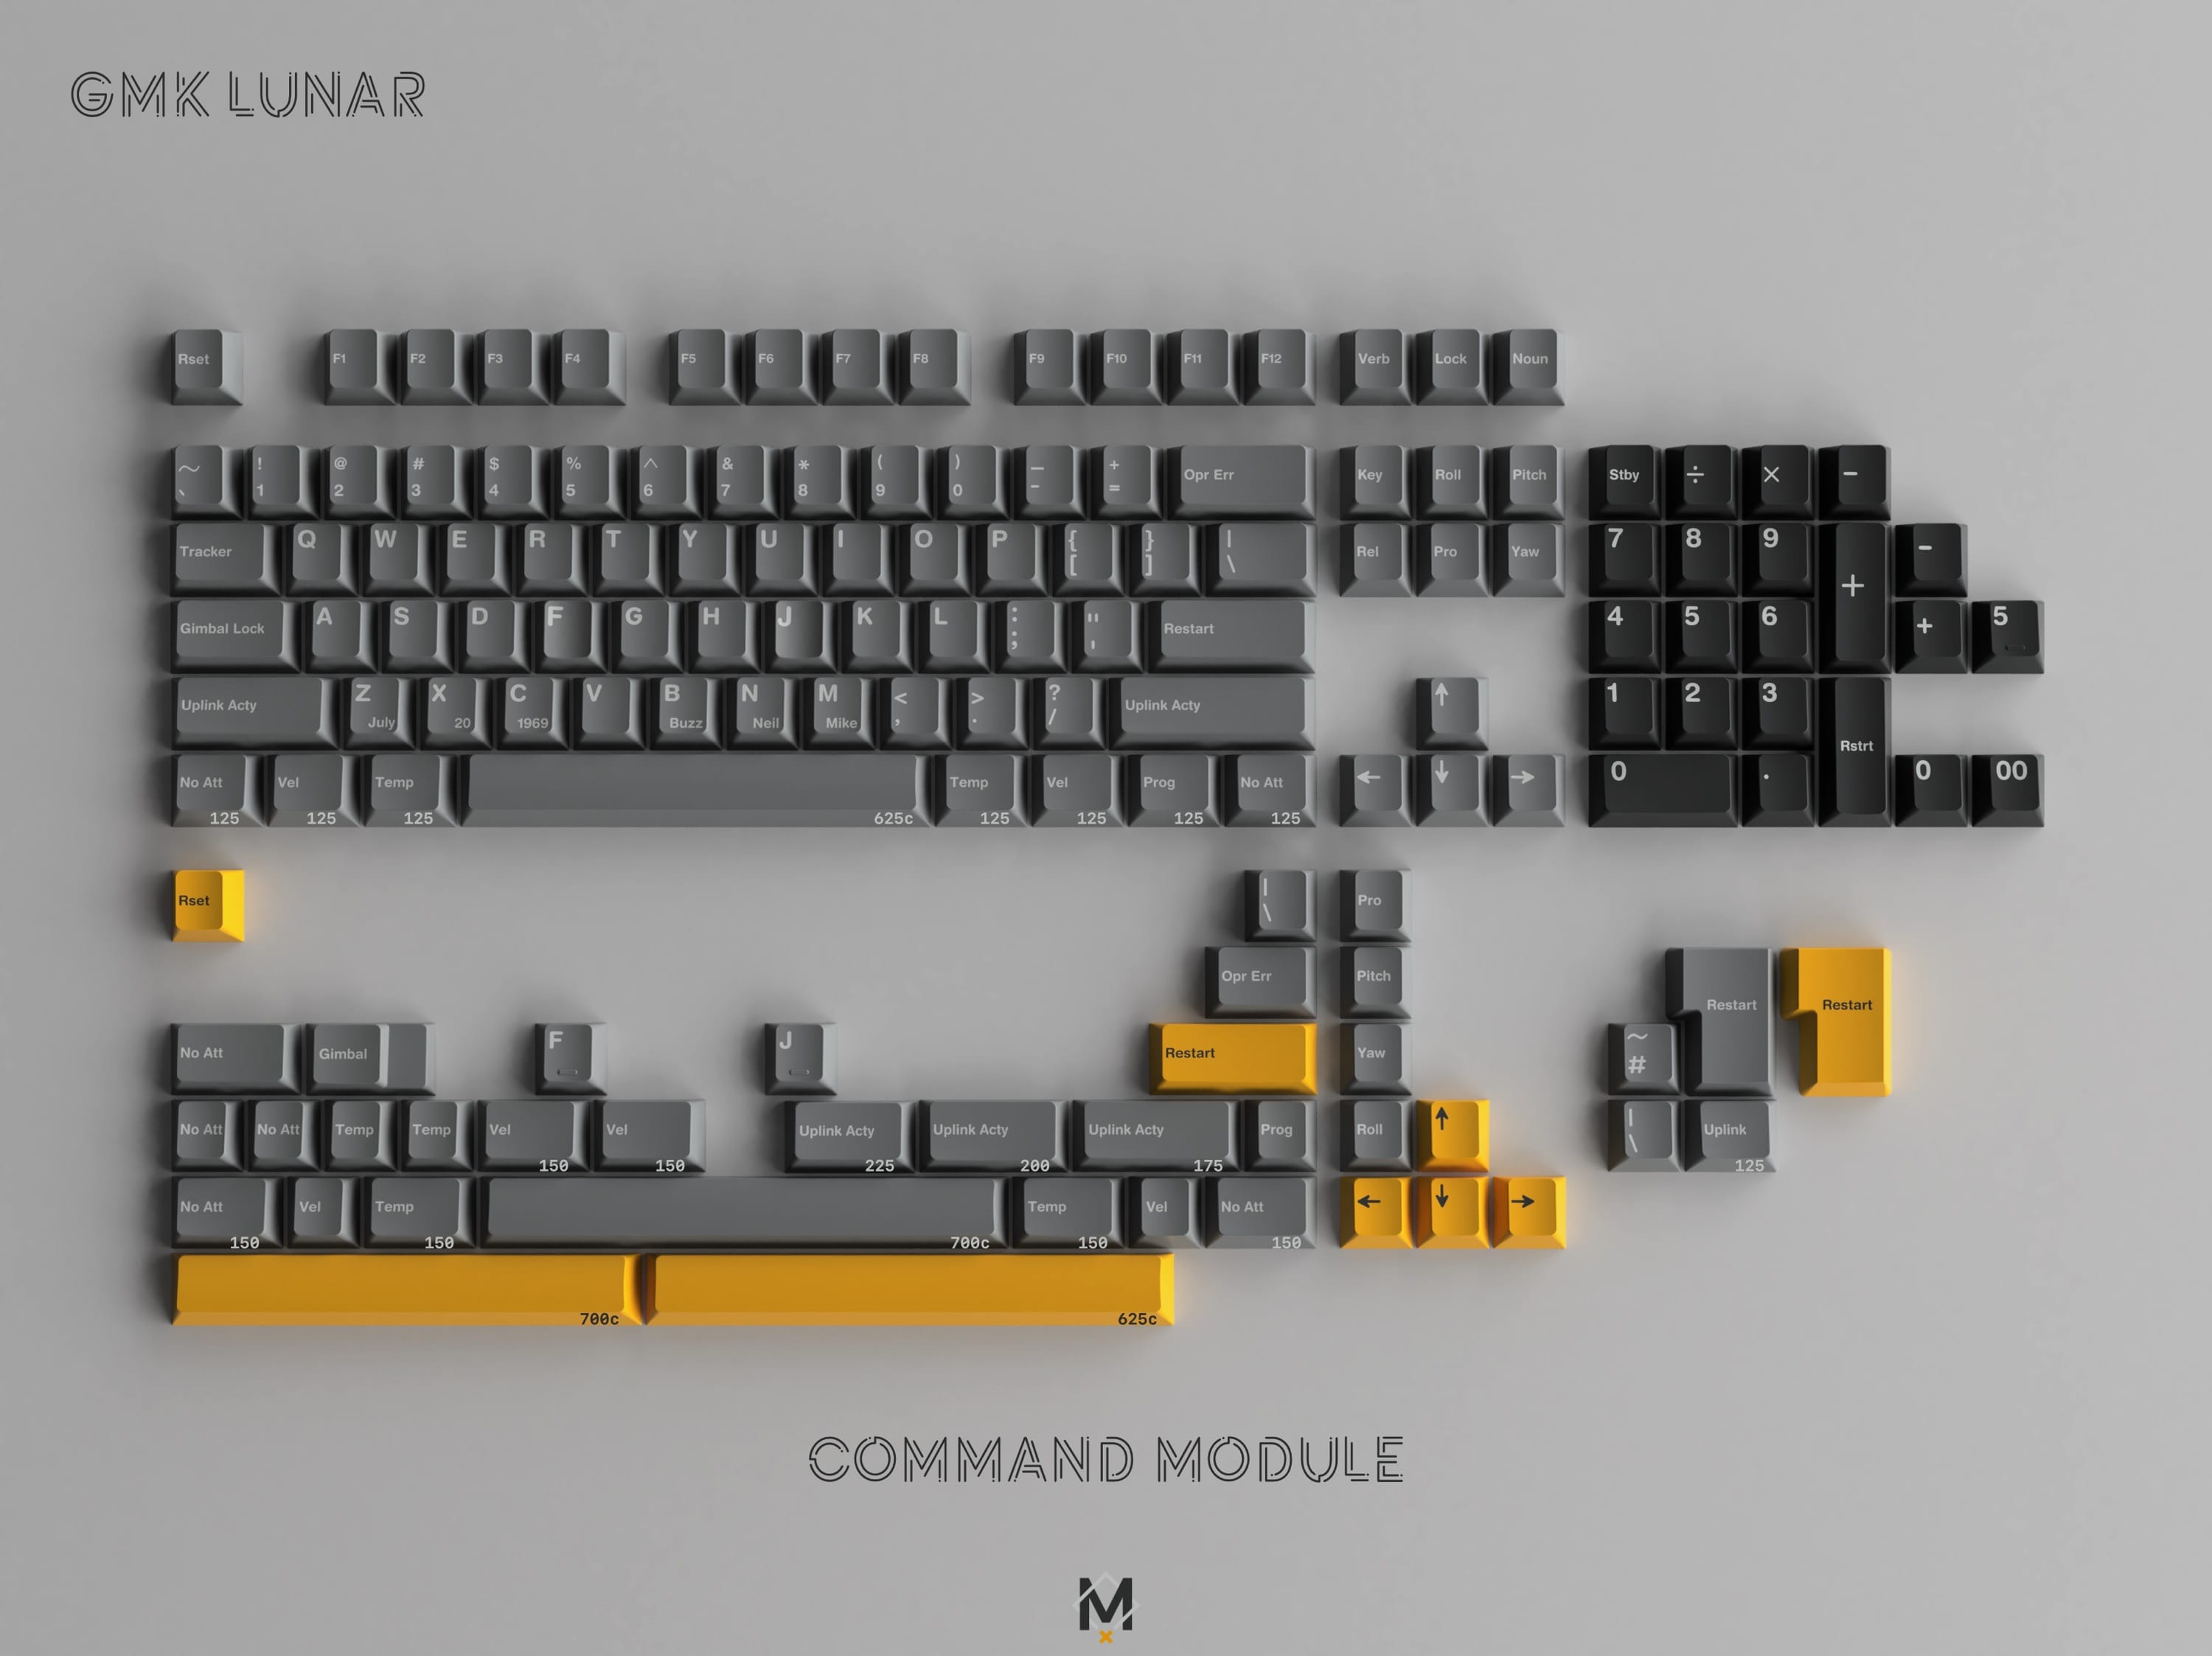 GMK LUNAR
Rset F1 F2 F3 F4 F5 F6 F7 F8 F9 F10 F11 F12 Verb Lock Noun
~ ! @ # $ % ^ & * ( ) _ +
` 1 2 3 4 5 6 7 8 9 0 - = Opr Err Key Roll Pitch Stby ÷ × -
Tracker Q W E R T Y U I O P { } | Rel Pro Yaw 7 8 9 + -
[ ] \
Gimbal Lock A S D F G H J K L : " Restart 4 5 6 + 5
; '
Uplink Acty Z X C V B N M < > ? Uplink Acty ↑ 1 2 3 Rstrt
July 20 1969 Buzz Neil Mike , . /
No Att Vel Temp Temp Vel Prog No Att ← ↓ → 0 . 0 00
125 125 125 625c 125 125 125 125
Rset | Pro
\
Opr Err Pitch Restart Restart
No Att Gimbal F J Restart Yaw ~
#
No Att No Att Temp Temp Vel Vel Uplink Acty Uplink Acty Uplink Acty Prog Roll ↑ | Uplink
\
150 150 225 200 175 125
No Att Vel Temp Temp Vel No Att ← ↓ →
150 150 700c 150 150
700c 625c
COMMAND MODULE
M